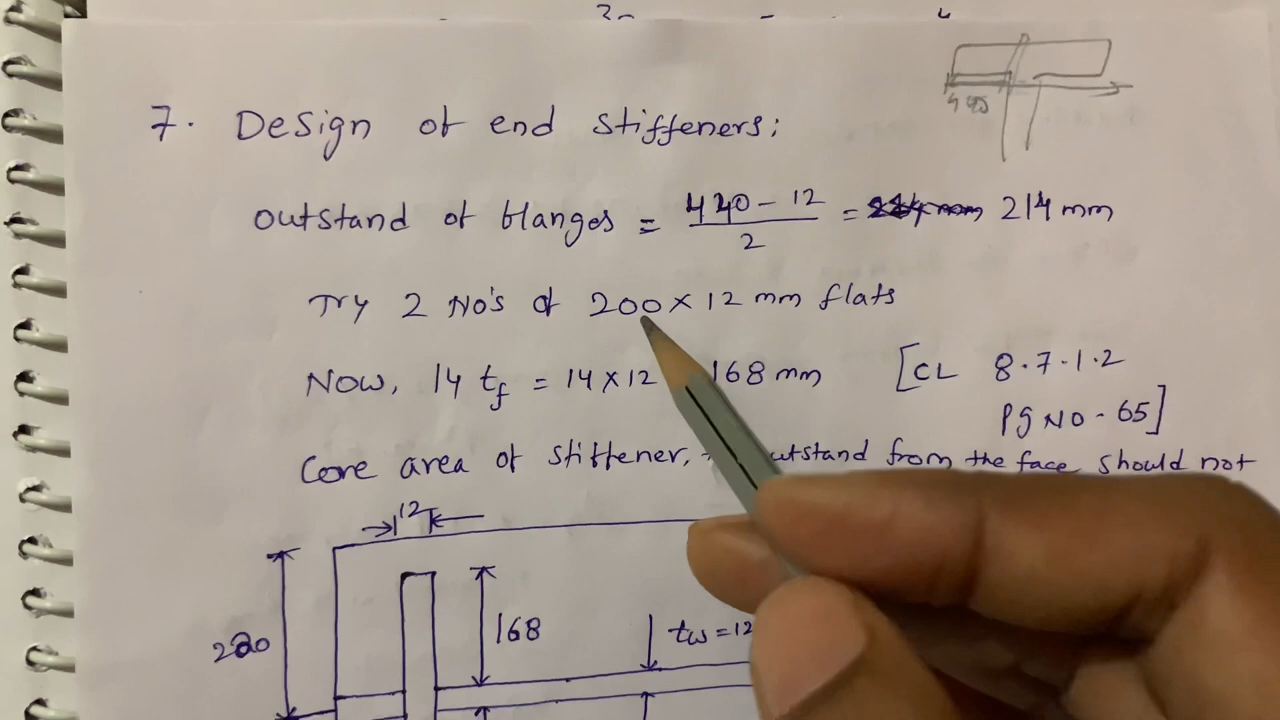 7. Design of end stiffeners:
outstand of flanges = 440 - 12 / 2 = 214 mm
Try 2 No's of 200 x 12 mm flats
Now, 14 tf = 14 x 12 168 mm [CL 8.7.1.2
Pg NO - 65]
Core area of stiffener, outstand from the face should not
12
168
tw = 12